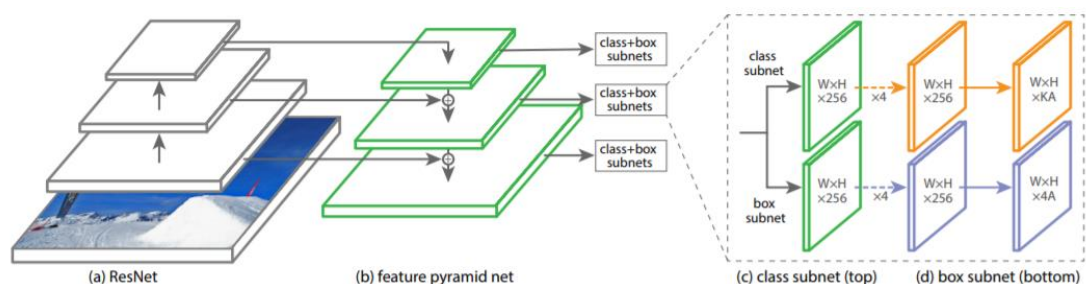 class+box
subnets
class+box
subnets
class+box
subnets
class
subnet
W×H
×256
×4
W×H
×256
W×H
×KA
W×H
×256
×4
W×H
×256
W×H
×4A
box
subnet
(a) ResNet
(b) feature pyramid net
(c) class subnet (top)
(d) box subnet (bottom)